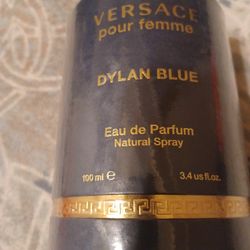 VERSACE
pour femme
DYLAN BLUE
Eau de Parfum
Natural Spray
100 ml e 3.4 us fl.oz.